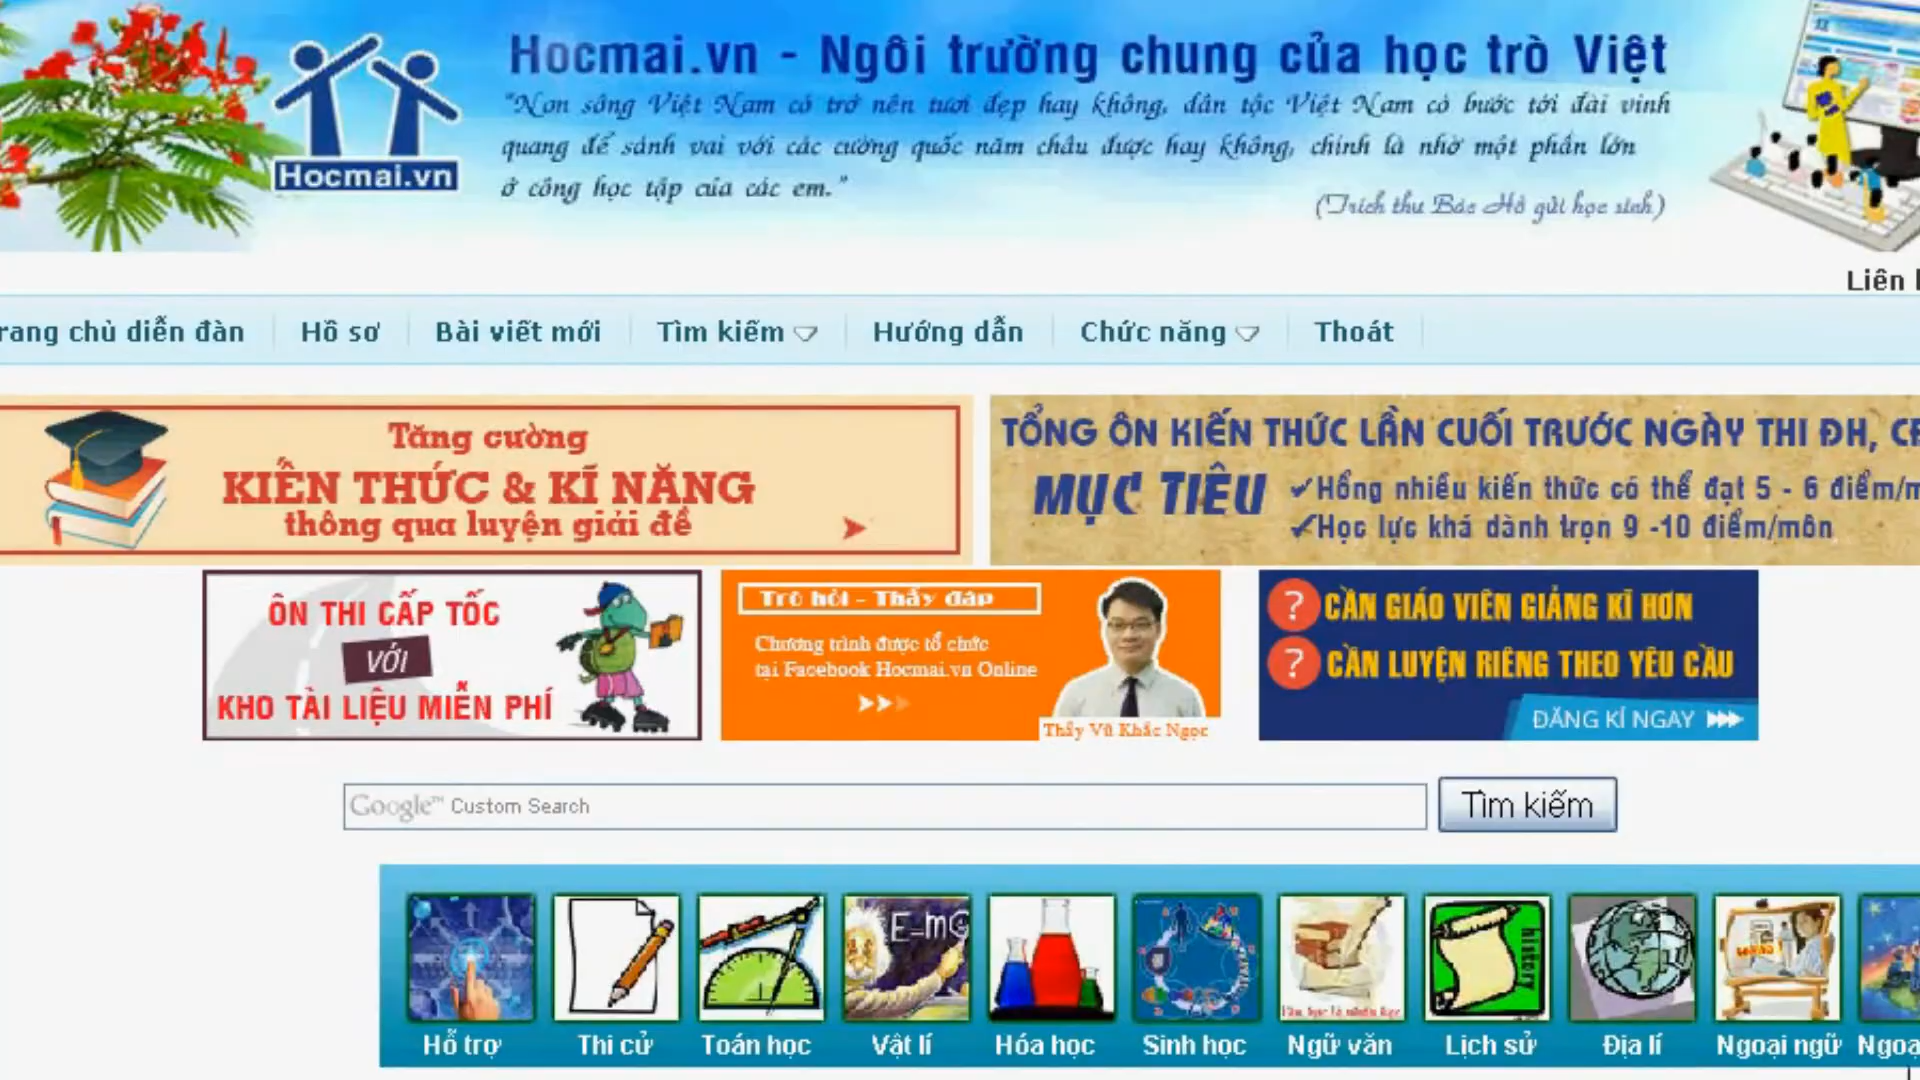 Hocmai.vn
Hocmai.vn - Ngôi trường chung của học trò Việt
"Non sông Việt Nam có trở nên tươi đẹp hay không, dân tộc Việt Nam có bước tới đài vinh
quang để sánh vai với các cường quốc năm châu được hay không, chính là nhờ một phần lớn
ở công học tập của các em."
(Trích thư Bác Hồ gửi học sinh)
Liên
rang chủ diễn đàn Hồ sơ Bài viết mới Tìm kiếm Hướng dẫn Chức năng Thoát
Tăng cường
KIẾN THỨC & KĨ NĂNG
thông qua luyện giải đề
TỔNG ÔN KIẾN THỨC LẦN CUỐI TRƯỚC NGÀY THI ĐH, CĐ
MỤC TIÊU
Hổng nhiều kiến thức có thể đạt 5 - 6 điểm/m
Học lực khá dành trọn 9 -10 điểm/môn
ÔN THI CẤP TỐC
VỚI
KHO TÀI LIỆU MIỄN PHÍ
Trò hỏi - Thầy đáp
Chương trình được tổ chức
tại Facebook Hocmai.vn Online
Thầy Vũ Khắc Ngọc
? CẦN GIÁO VIÊN GIẢNG KĨ HƠN
? CẦN LUYỆN RIÊNG THEO YÊU CẦU
ĐĂNG KÍ NGAY
Google™ Custom Search
Tìm kiếm
E=mC
history
Hỗ trợ Thi cử Toán học Vật lí Hóa học Sinh học Ngữ văn Lịch sử Địa lí Ngoại ngữ Ngoạ